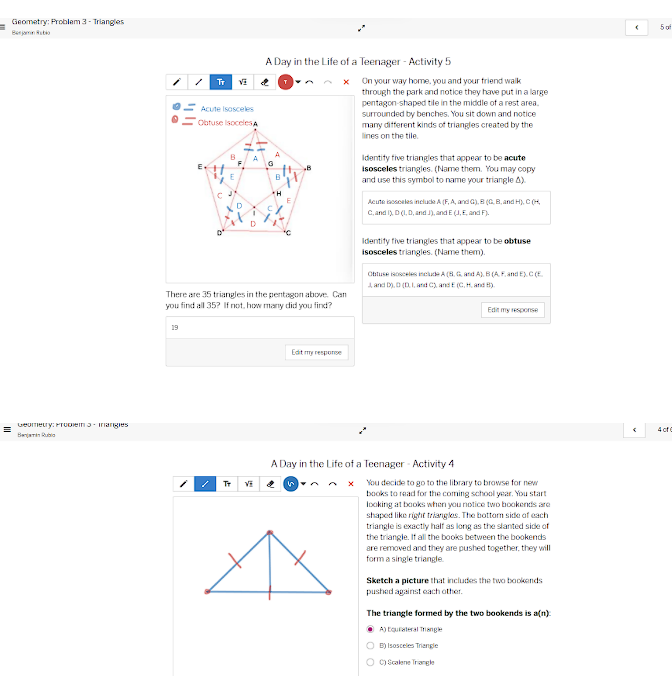 Geometry: Problem 3 - Triangles
Benjamin Rubio
5 of
A Day in the Life of a Teenager - Activity 5
Acute Isosceles
Obtuse Isoceles
A
B
A
A
E
F
G
B
E
B
C
J
H
E
D
I
C
D
D
C
There are 35 triangles in the pentagon above. Can
you find all 35? If not, how many did you find?
19
Edit my response
On your way home, you and your friend walk
through the park and notice they have put in a large
pentagon-shaped tile in the middle of a rest area,
surrounded by benches. You sit down and notice
many different kinds of triangles created by the
lines on the tile.
Identify five triangles that appear to be acute
isosceles triangles. (Name them. You may copy
and use this symbol to name your triangle Δ).
Acute isosceles include A (F, A, and G), B (G, B, and H), C (H,
C, and I), D (I, D, and J), and E (J, E, and F).
Identify five triangles that appear to be obtuse
isosceles triangles. (Name them).
Obtuse isosceles include A (B, G, and A), B (A, F, and E), C (E,
J, and D), D (D, I, and C), and E (C, H, and B).
Edit my response
Geometry: Problem 3 - Triangles
Benjamin Rubio
4 of 6
A Day in the Life of a Teenager - Activity 4
You decide to go to the library to browse for new
books to read for the coming school year. You start
looking at books when you notice two bookends are
shaped like right triangles. The bottom side of each
triangle is exactly half as long as the slanted side of
the triangle. If all the books between the bookends
are removed and they are pushed together, they will
form a single triangle.
Sketch a picture that includes the two bookends
pushed against each other.
The triangle formed by the two bookends is a(n):
A) Equilateral Triangle
B) Isosceles Triangle
C) Scalene Triangle